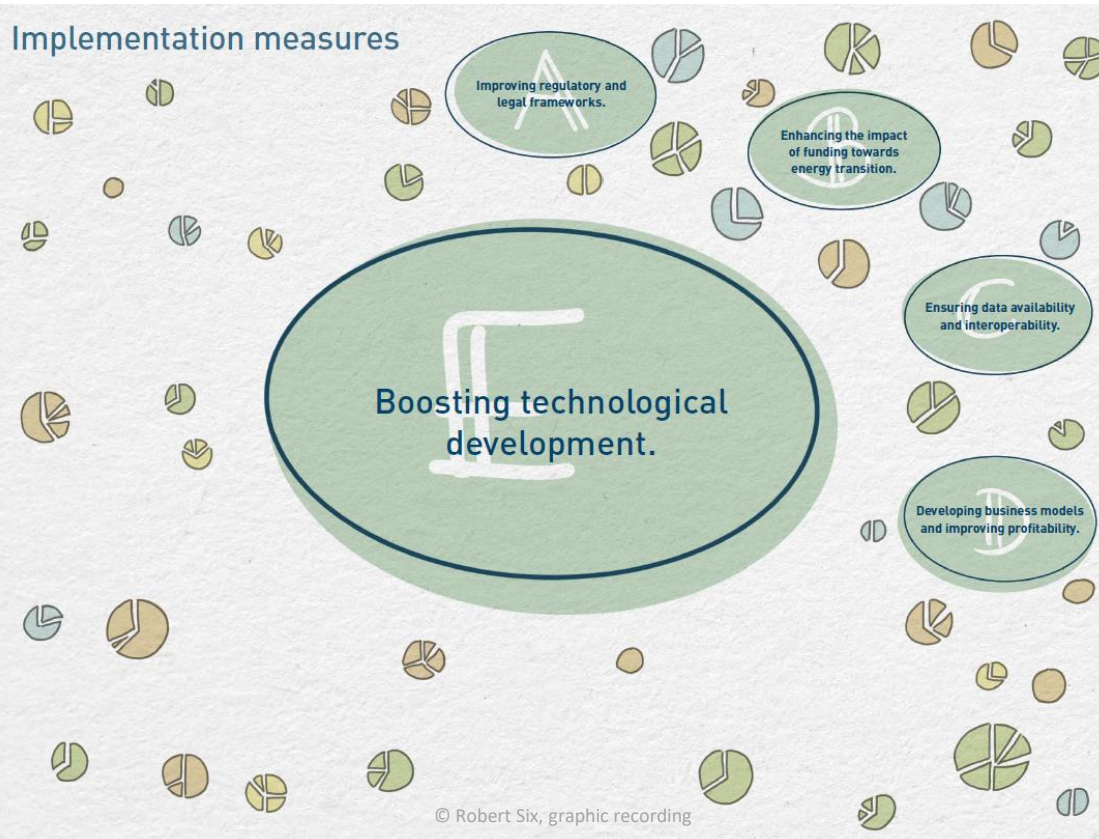 Implementation measures
A
Improving regulatory and
legal frameworks.
B
Enhancing the impact
of funding towards
energy transition.
C
Ensuring data availability
and interoperability.
D
Developing business models
and improving profitability.
E
Boosting technological
development.
© Robert Six, graphic recording